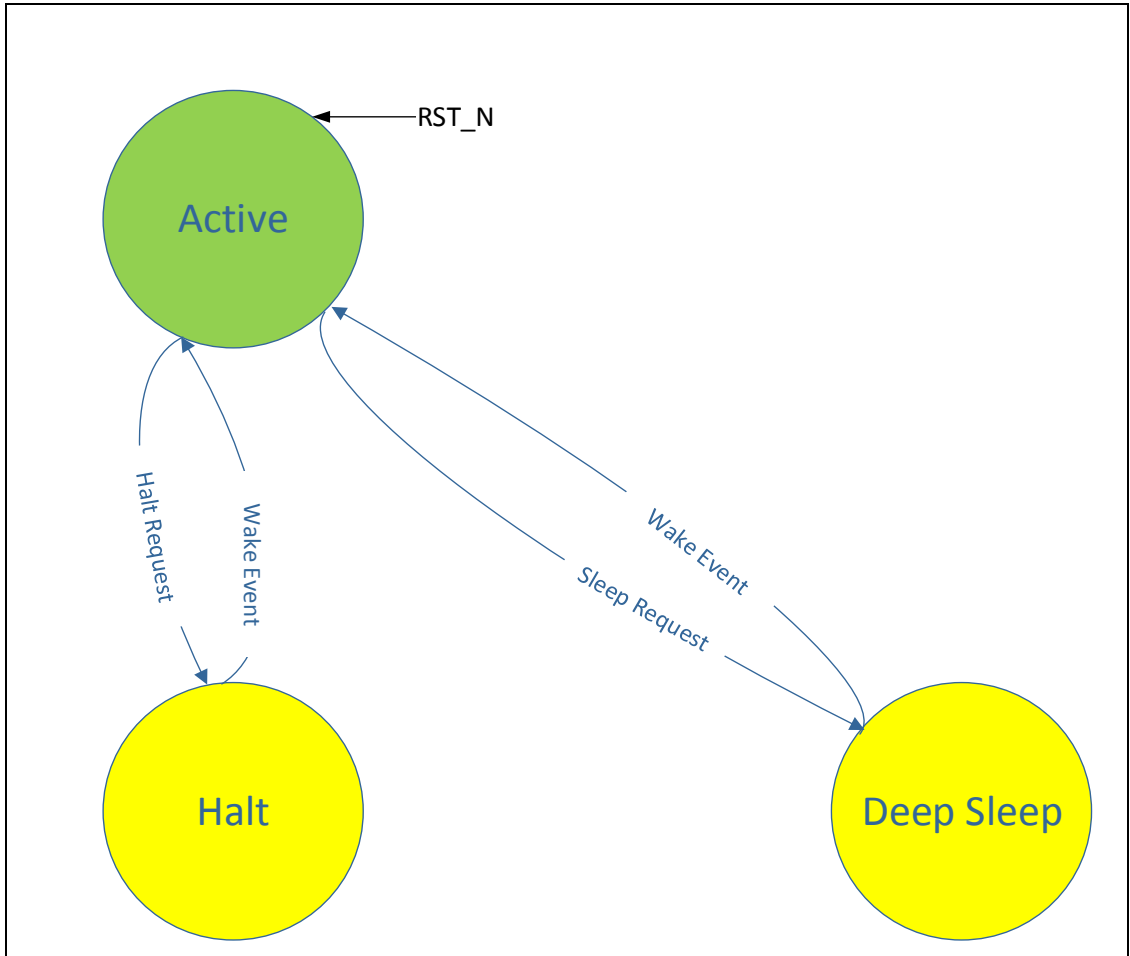 RST_N
Active
Halt Request
Wake Event
Wake Event
Sleep Request
Halt
Deep Sleep